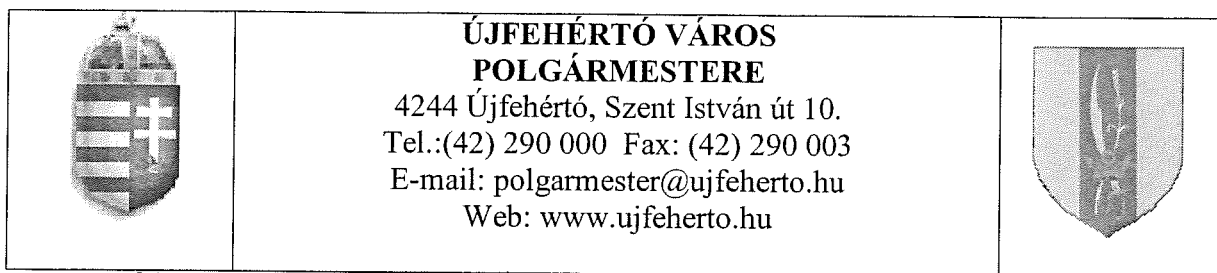 ÚJFEHÉRTÓ VÁROS
POLGÁRMESTERE
4244 Újfehértó, Szent István út 10.
Tel.:(42) 290 000 Fax: (42) 290 003
E-mail: polgarmester@ujfeherto.hu
Web: www.ujfeherto.hu